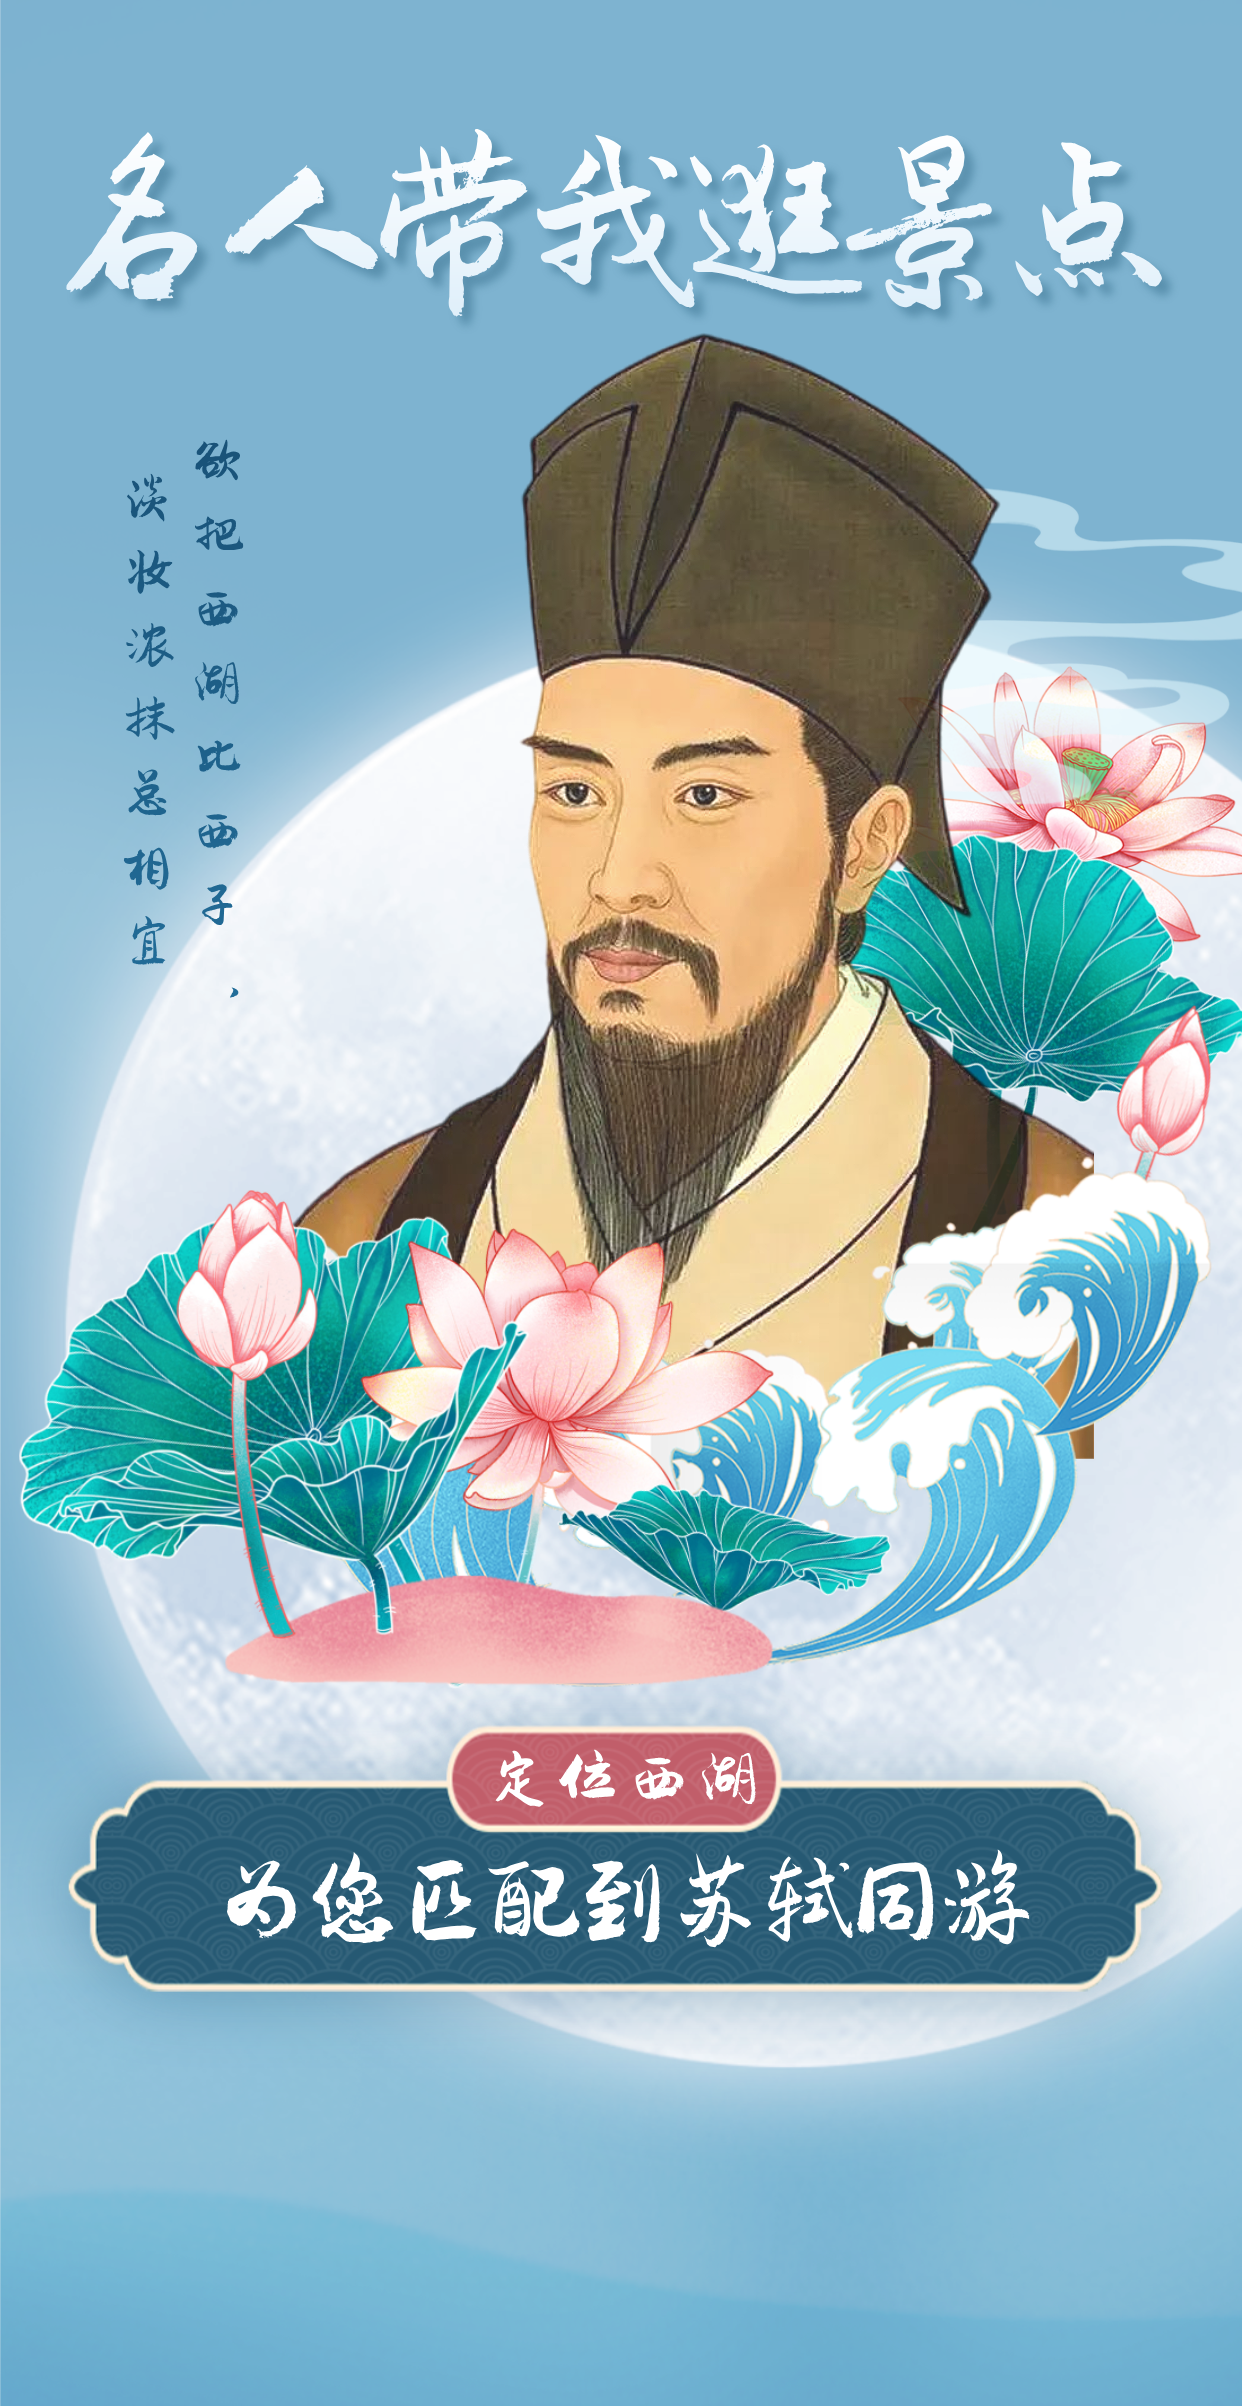 名人带我逛景点
欲把西湖比西子，
淡妆浓抹总相宜
定位西湖
为您匹配到苏轼同游